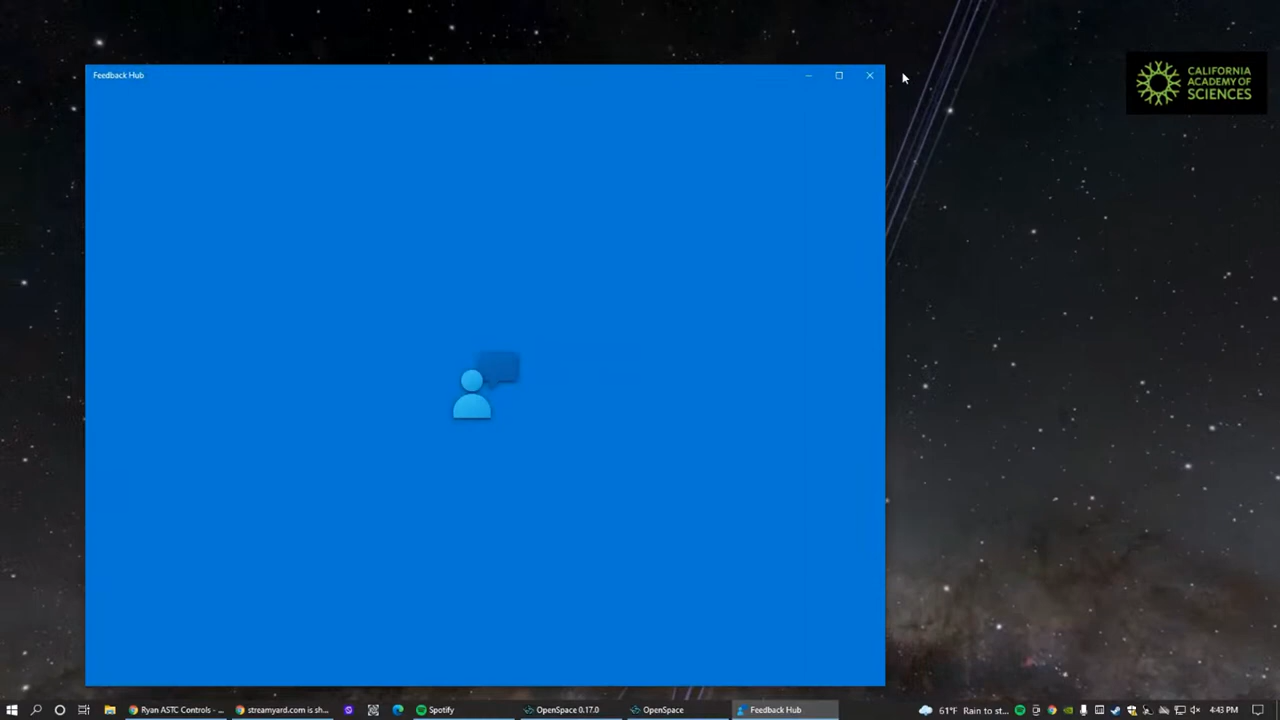 Feedback Hub
CALIFORNIA
ACADEMY OF
SCIENCES
Ryan ASTC Controls - ...
streamyard.com is sh...
Spotify
OpenSpace 0.17.0
OpenSpace
Feedback Hub
61°F Rain to st...
4:43 PM